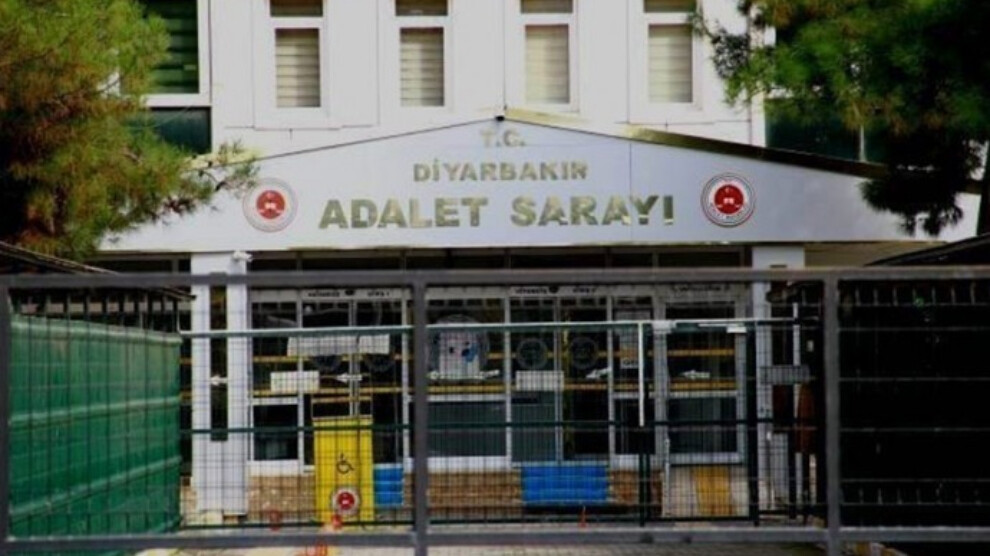 T.C.
DİYARBAKIR
ADALET SARAYI